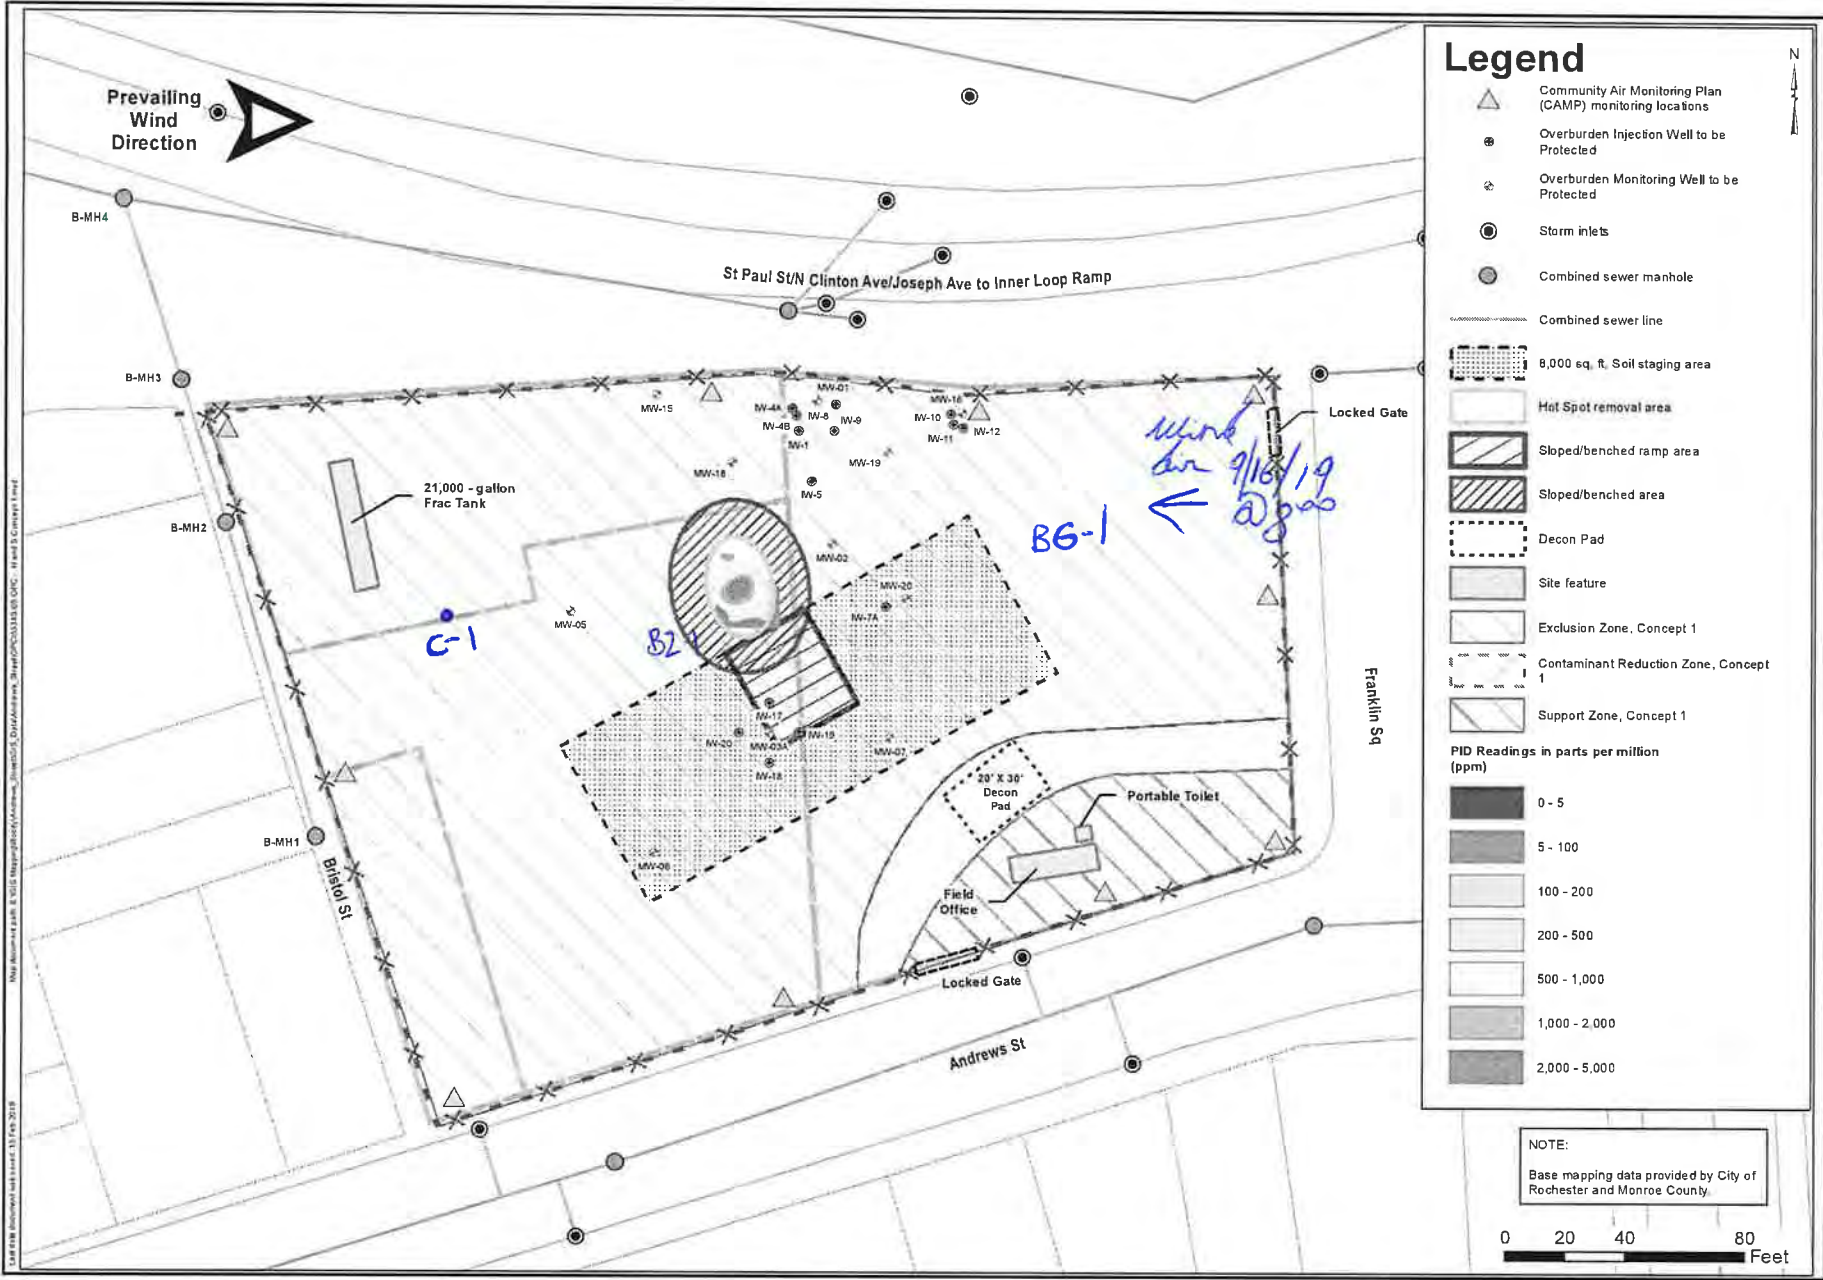 Prevailing
Wind
Direction
B-MH4
St Paul St/N Clinton Ave/Joseph Ave to Inner Loop Ramp
B-MH3
MW-01
MW-15
IW-4A
IW-8
IW-9
MW-16
IW-10
IW-4B
IW-12
IW-11
IW-1
Locked Gate
Wind
9/16/19
@ 800
MW-18
MW-19
IW-5
21,000 - gallon
Frac Tank
B-MH2
BG-1
MW-02
MW-20
IW-7A
MW-05
C-1
BZ-1
Franklin Sq
IW-17
IW-20
MW-03A
IW-19
MW-07
IW-18
20' X 30'
Decon
Pad
Portable Toilet
B-MH1
MW-06
Bristol St
Field
Office
Locked Gate
Andrews St
Legend
N
Community Air Monitoring Plan
(CAMP) monitoring locations
Overburden Injection Well to be
Protected
Overburden Monitoring Well to be
Protected
Storm inlets
Combined sewer manhole
Combined sewer line
8,000 sq. ft. Soil staging area
Hot Spot removal area
Sloped/benched ramp area
Sloped/benched area
Decon Pad
Site feature
Exclusion Zone, Concept 1
Contaminant Reduction Zone, Concept
1
Support Zone, Concept 1
PID Readings in parts per million
(ppm)
0 - 5
5 - 100
100 - 200
200 - 500
500 - 1,000
1,000 - 2,000
2,000 - 5,000
NOTE:
Base mapping data provided by City of
Rochester and Monroe County.
0 20 40 80
Feet